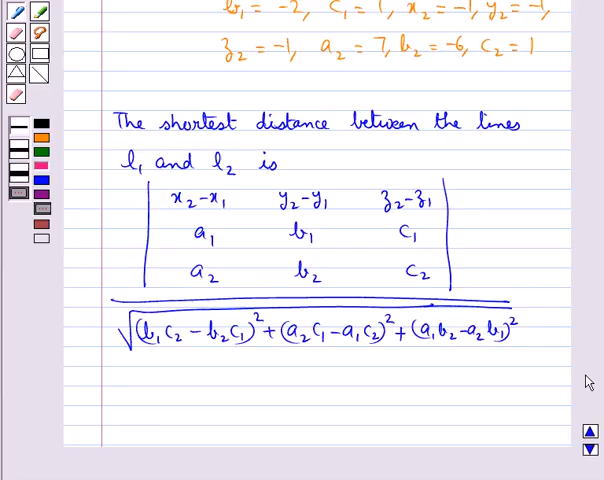 b₁ = -2, c₁ = 1, x₂ = -1, y₂ = -1,
z₂ = -1, a₂ = 7, b₂ = -6, c₂ = 1
The shortest distance between the lines
l₁ and l₂ is
| x₂-x₁ y₂-y₁ z₂-z₁ |
| a₁ b₁ c₁ |
| a₂ b₂ c₂ |
√(b₁c₂ - b₂c₁)² + (a₂c₁ - a₁c₂)² + (a₁b₂ - a₂b₁)²